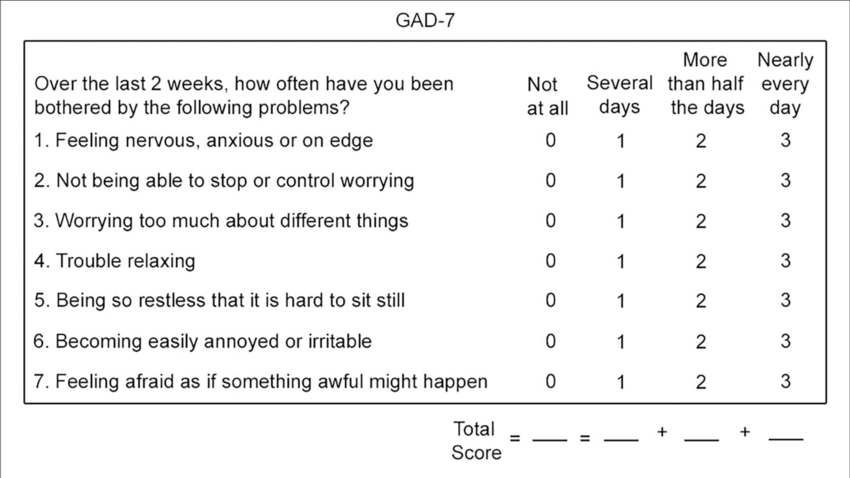 GAD-7
Over the last 2 weeks, how often have you been bothered by the following problems? Not at all Several days More than half the days Nearly every day
1. Feeling nervous, anxious or on edge 0 1 2 3
2. Not being able to stop or control worrying 0 1 2 3
3. Worrying too much about different things 0 1 2 3
4. Trouble relaxing 0 1 2 3
5. Being so restless that it is hard to sit still 0 1 2 3
6. Becoming easily annoyed or irritable 0 1 2 3
7. Feeling afraid as if something awful might happen 0 1 2 3
Total Score = ___ = ___ + ___ + ___